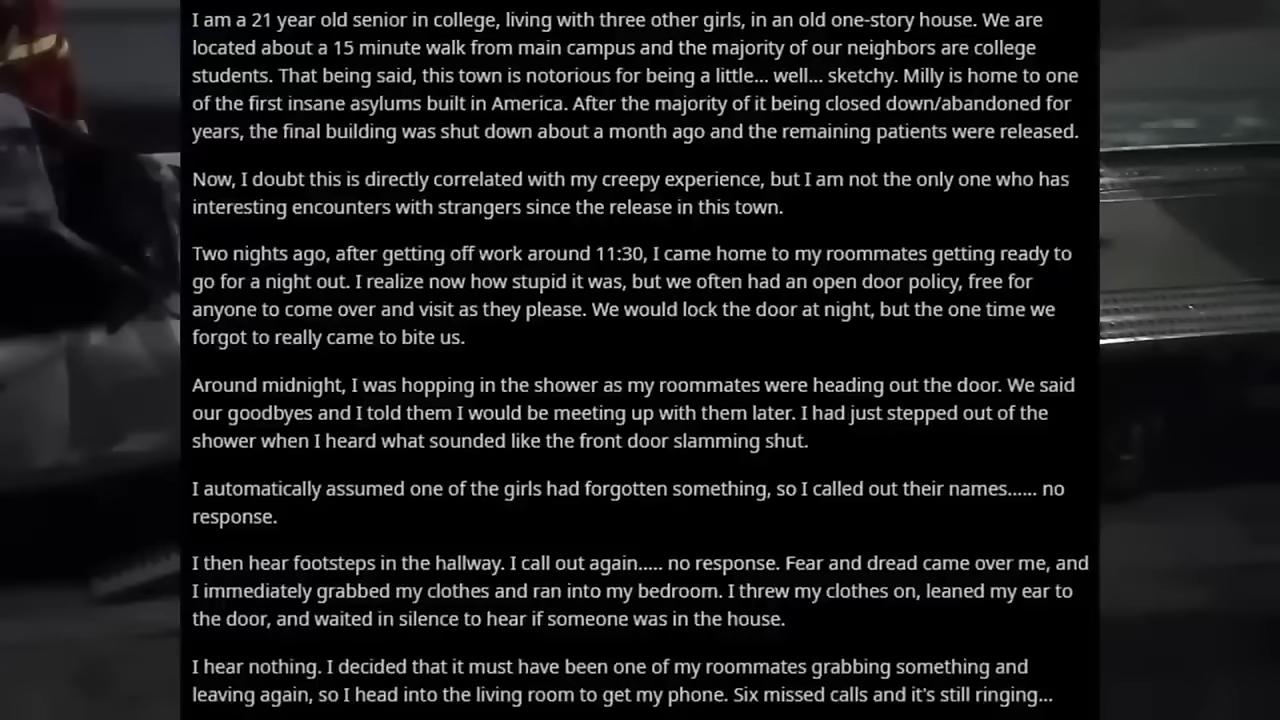 I am a 21 year old senior in college, living with three other girls, in an old one-story house. We are
located about a 15 minute walk from main campus and the majority of our neighbors are college
students. That being said, this town is notorious for being a little... well... sketchy. Milly is home to one
of the first insane asylums built in America. After the majority of it being closed down/abandoned for
years, the final building was shut down about a month ago and the remaining patients were released.
Now, I doubt this is directly correlated with my creepy experience, but I am not the only one who has
interesting encounters with strangers since the release in this town.
Two nights ago, after getting off work around 11:30, I came home to my roommates getting ready to
go for a night out. I realize now how stupid it was, but we often had an open door policy, free for
anyone to come over and visit as they please. We would lock the door at night, but the one time we
forgot to really came to bite us.
Around midnight, I was hopping in the shower as my roommates were heading out the door. We said
our goodbyes and I told them I would be meeting up with them later. I had just stepped out of the
shower when I heard what sounded like the front door slamming shut.
I automatically assumed one of the girls had forgotten something, so I called out their names...... no
response.
I then hear footsteps in the hallway. I call out again..... no response. Fear and dread came over me, and
I immediately grabbed my clothes and ran into my bedroom. I threw my clothes on, leaned my ear to
the door, and waited in silence to hear if someone was in the house.
I hear nothing. I decided that it must have been one of my roommates grabbing something and
leaving again, so I head into the living room to get my phone. Six missed calls and it's still ringing...